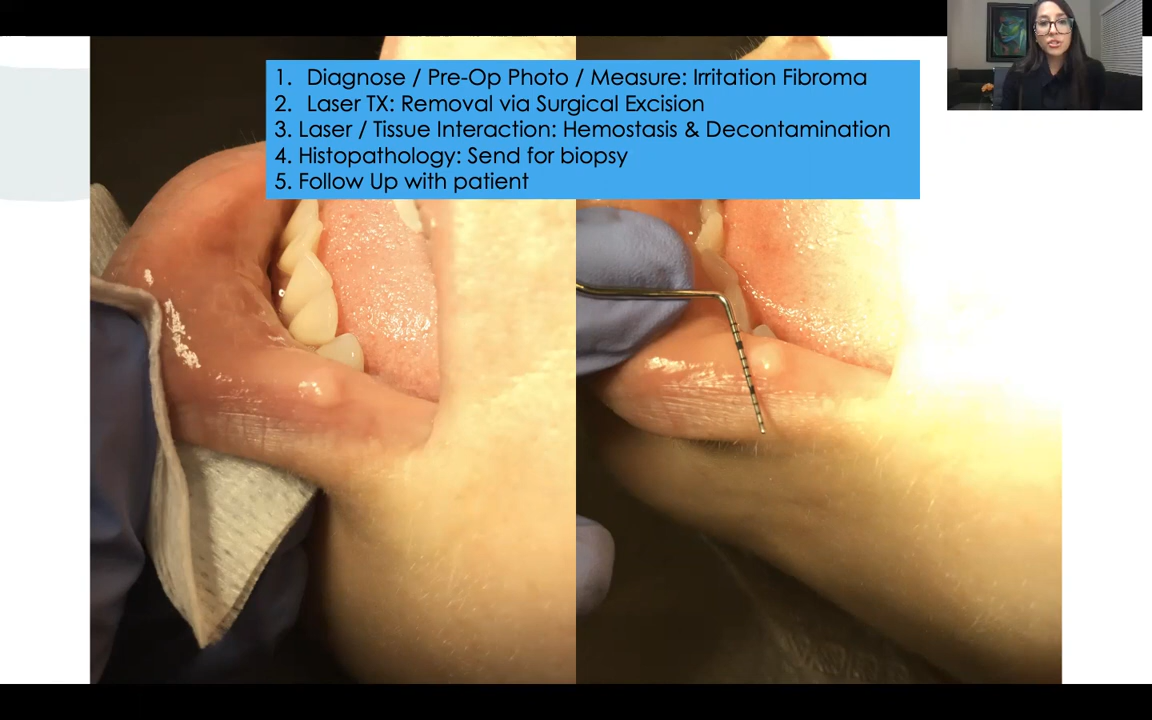 1. Diagnose / Pre-Op Photo / Measure: Irritation Fibroma
2. Laser TX: Removal via Surgical Excision
3. Laser / Tissue Interaction: Hemostasis & Decontamination
4. Histopathology: Send for biopsy
5. Follow Up with patient